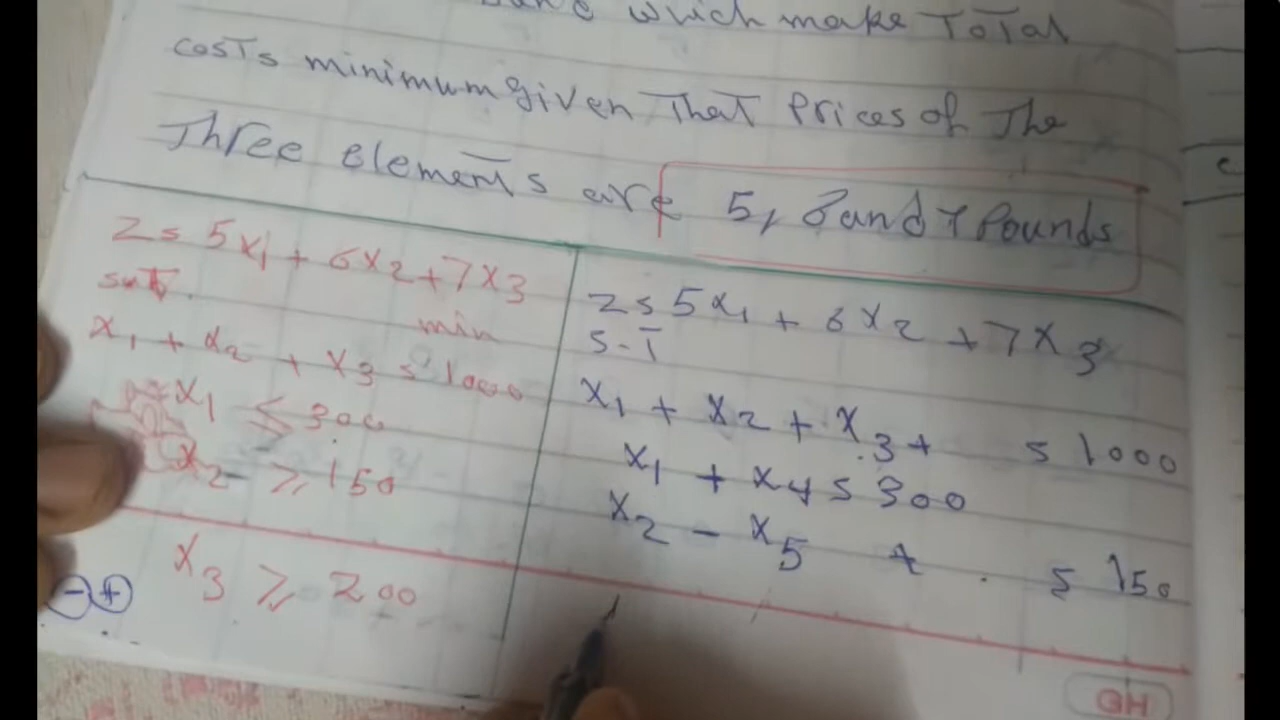 which make Total
costs minimum given That Prices of The
Three elements are 5, 6 and 7 Pounds
Z = 5x1 + 6x2 + 7x3
min
x1 + x2 + x3 = 1000
x1 ≤ 300
x2 ≥ 150
x3 ≥ 200
- +
Z = 5x1 + 6x2 + 7x3
S-T
x1 + x2 + x3 + = 1000
x1 + x4 = 300
x2 - x5 + = 150
GH